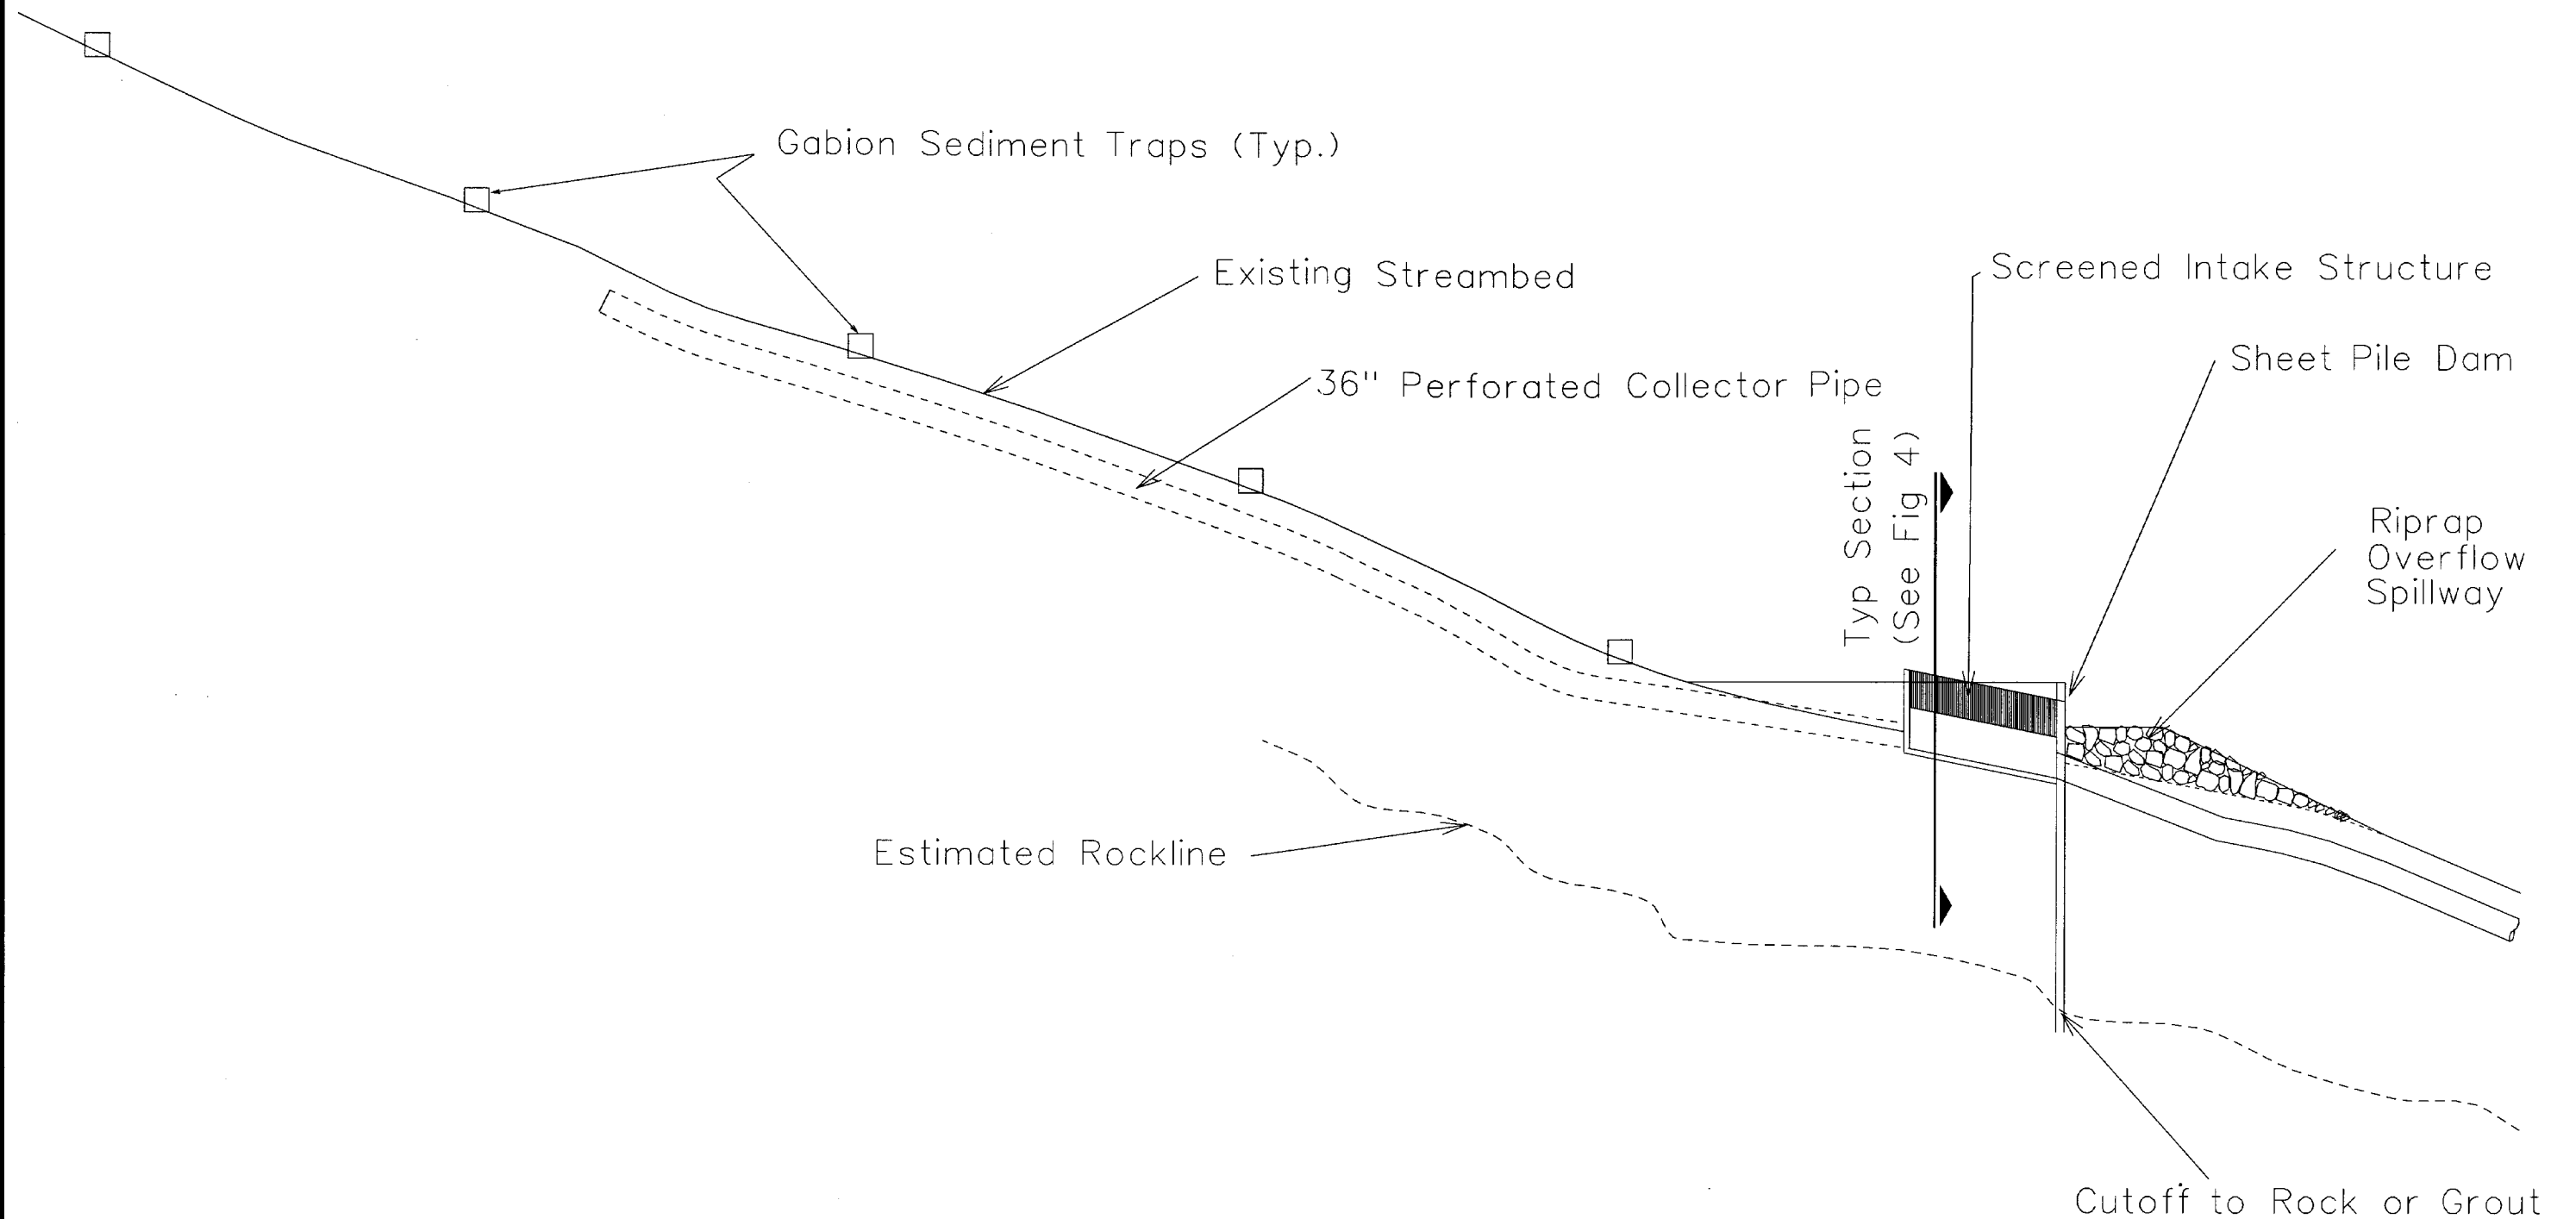 Gabion Sediment Traps (Typ.)
Existing Streambed
Screened Intake Structure
Sheet Pile Dam
36" Perforated Collector Pipe
Typ Section
(See Fig 4)
Riprap
Overflow
Spillway
Estimated Rockline
Cutoff to Rock or Grout